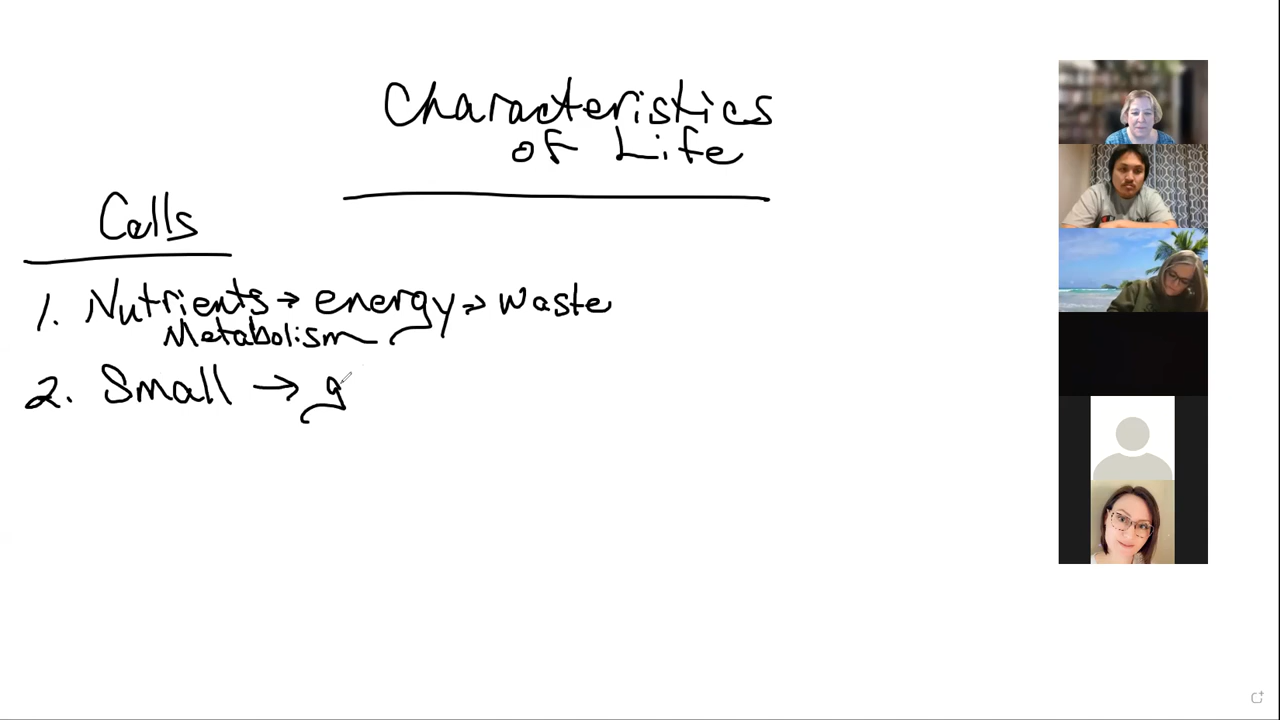 Characteristics
of Life
Cells
1. Nutrients → energy → waste
Metabolism
2. Small → g